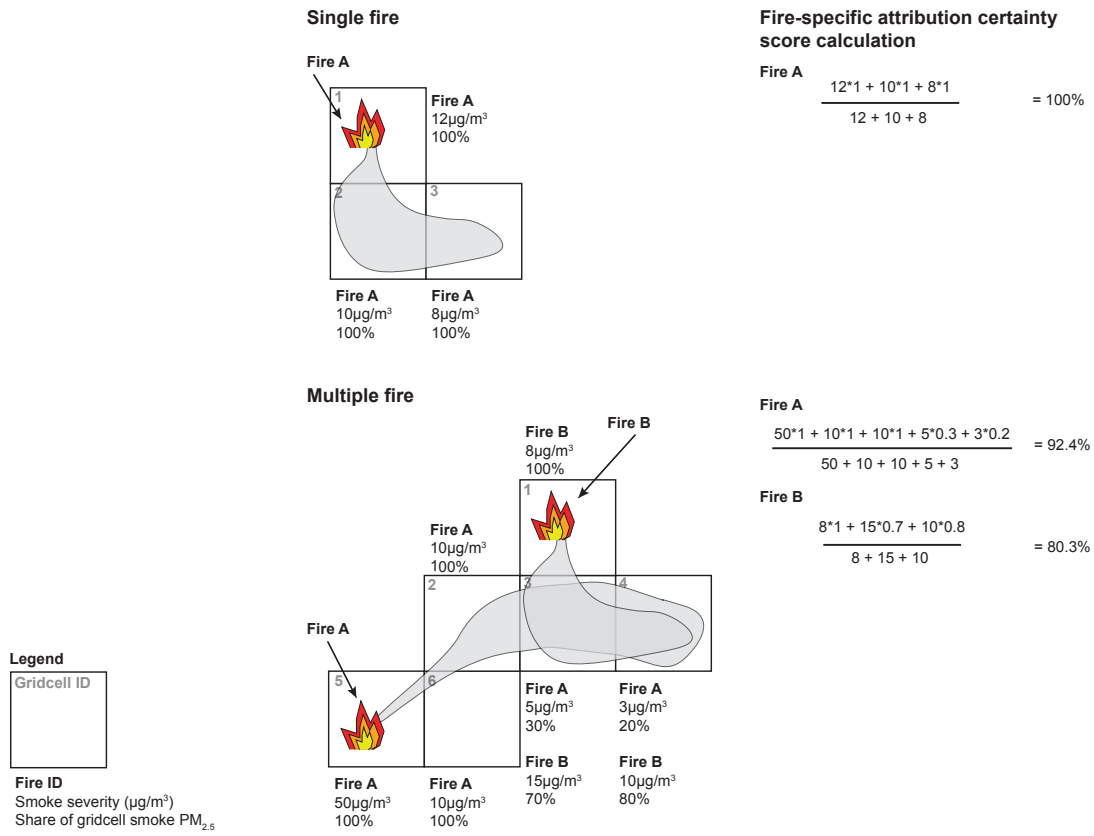 Single fire
Fire A
1
Fire A
12µg/m³
100%
2
3
Fire A
10µg/m³
100%
Fire A
8µg/m³
100%
Fire-specific attribution certainty
score calculation
Fire A
12*1 + 10*1 + 8*1
12 + 10 + 8
= 100%
Multiple fire
Fire B
8µg/m³
100%
Fire B
1
Fire A
10µg/m³
100%
2
3
4
Fire A
5
6
Fire A
50µg/m³
100%
Fire A
10µg/m³
100%
Fire A
5µg/m³
30%
Fire A
3µg/m³
20%
Fire B
15µg/m³
70%
Fire B
10µg/m³
80%
Fire A
50*1 + 10*1 + 10*1 + 5*0.3 + 3*0.2
50 + 10 + 10 + 5 + 3
= 92.4%
Fire B
8*1 + 15*0.7 + 10*0.8
8 + 15 + 10
= 80.3%
Legend
Gridcell ID
Fire ID
Smoke severity (µg/m³)
Share of gridcell smoke PM₂.₅